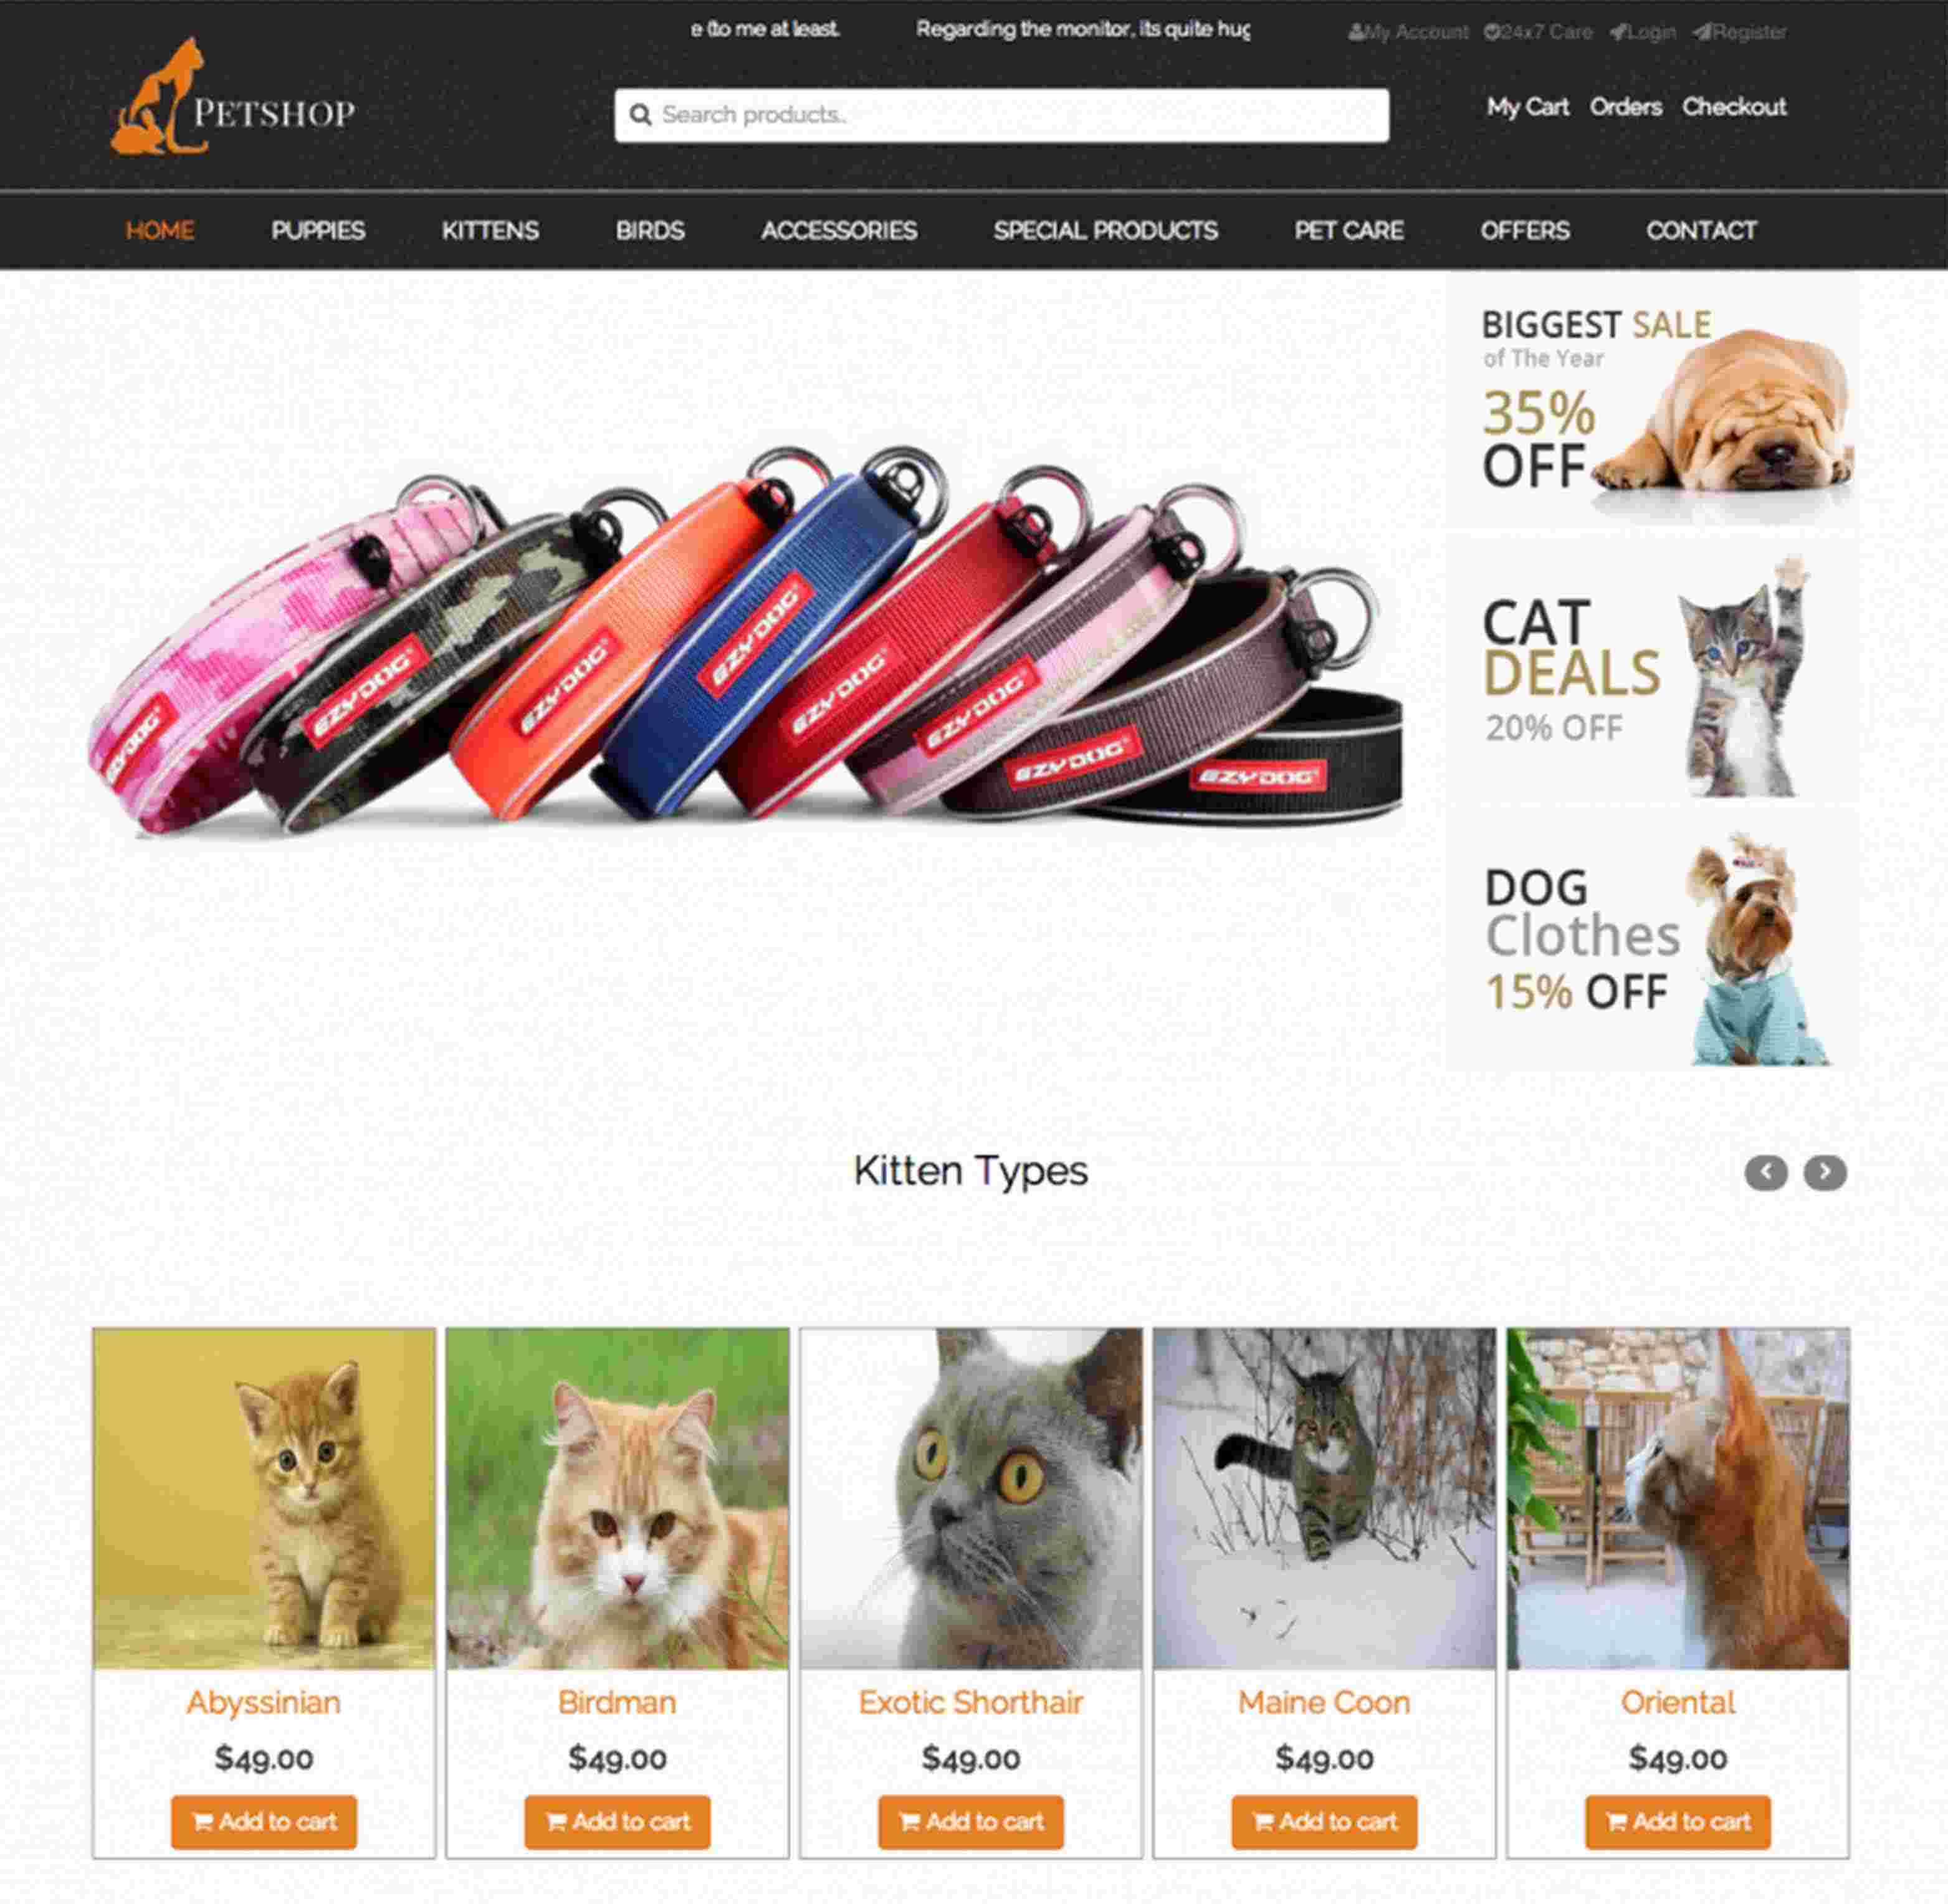 e (to me at least.
Regarding the monitor, its quite hug
My Account 24x7 Care Login Register
PETSHOP
Search products..
My Cart Orders Checkout
HOME PUPPIES KITTENS BIRDS ACCESSORIES SPECIAL PRODUCTS PET CARE OFFERS CONTACT
EZYDOG
EZYDOG
EZYDOG
EZYDOG
EZYDOG
EZYDOG
EZYDOG
BIGGEST SALE
of The Year
35%
OFF
CAT
DEALS
20% OFF
DOG
Clothes
15% OFF
Kitten Types
Abyssinian
$49.00
Add to cart
Birdman
$49.00
Add to cart
Exotic Shorthair
$49.00
Add to cart
Maine Coon
$49.00
Add to cart
Oriental
$49.00
Add to cart